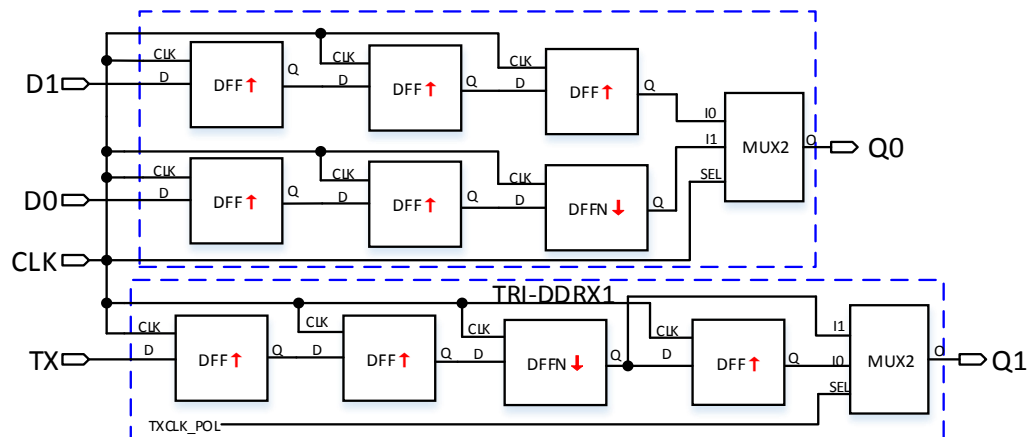 CLK
CLK
CLK
D1
D
DFF↑
Q
D
DFF↑
Q
D
DFF↑
Q
I0
I1
MUX2
O
Q0
SEL
CLK
CLK
CLK
D0
D
DFF↑
Q
D
DFF↑
Q
D
DFFN↓
Q
CLK
TRI-DDRX1
CLK
CLK
CLK
CLK
TX
D
DFF↑
Q
D
DFF↑
Q
D
DFFN↓
Q
D
DFF↑
Q
I1
I0
MUX2
O
Q1
SEL
TXCLK_POL